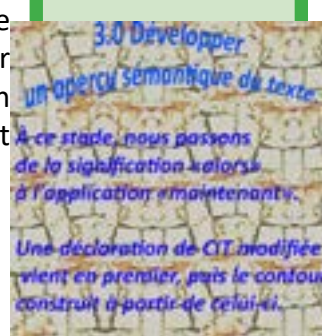 e
r
n
t
3.0 Développer
un aperçu sémantique du texte.
À ce stade, nous passons
de la signification «alors»
à l'application «maintenant».
Une déclaration de CIT modifiée
vient en premier, puis le contour
construit à partir de celui-ci.